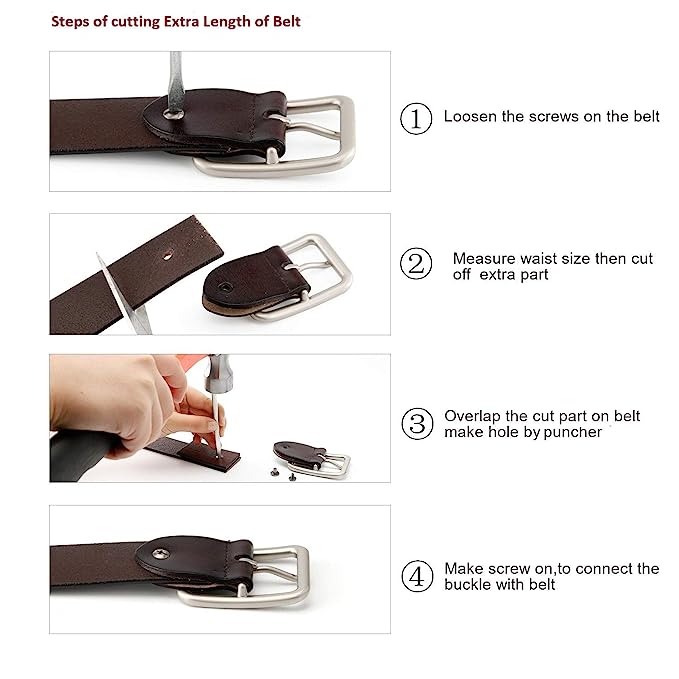 Steps of cutting Extra Length of Belt
1 Loosen the screws on the belt
2 Measure waist size then cut
off extra part
3 Overlap the cut part on belt
make hole by puncher
4 Make screw on,to connect the
buckle with belt